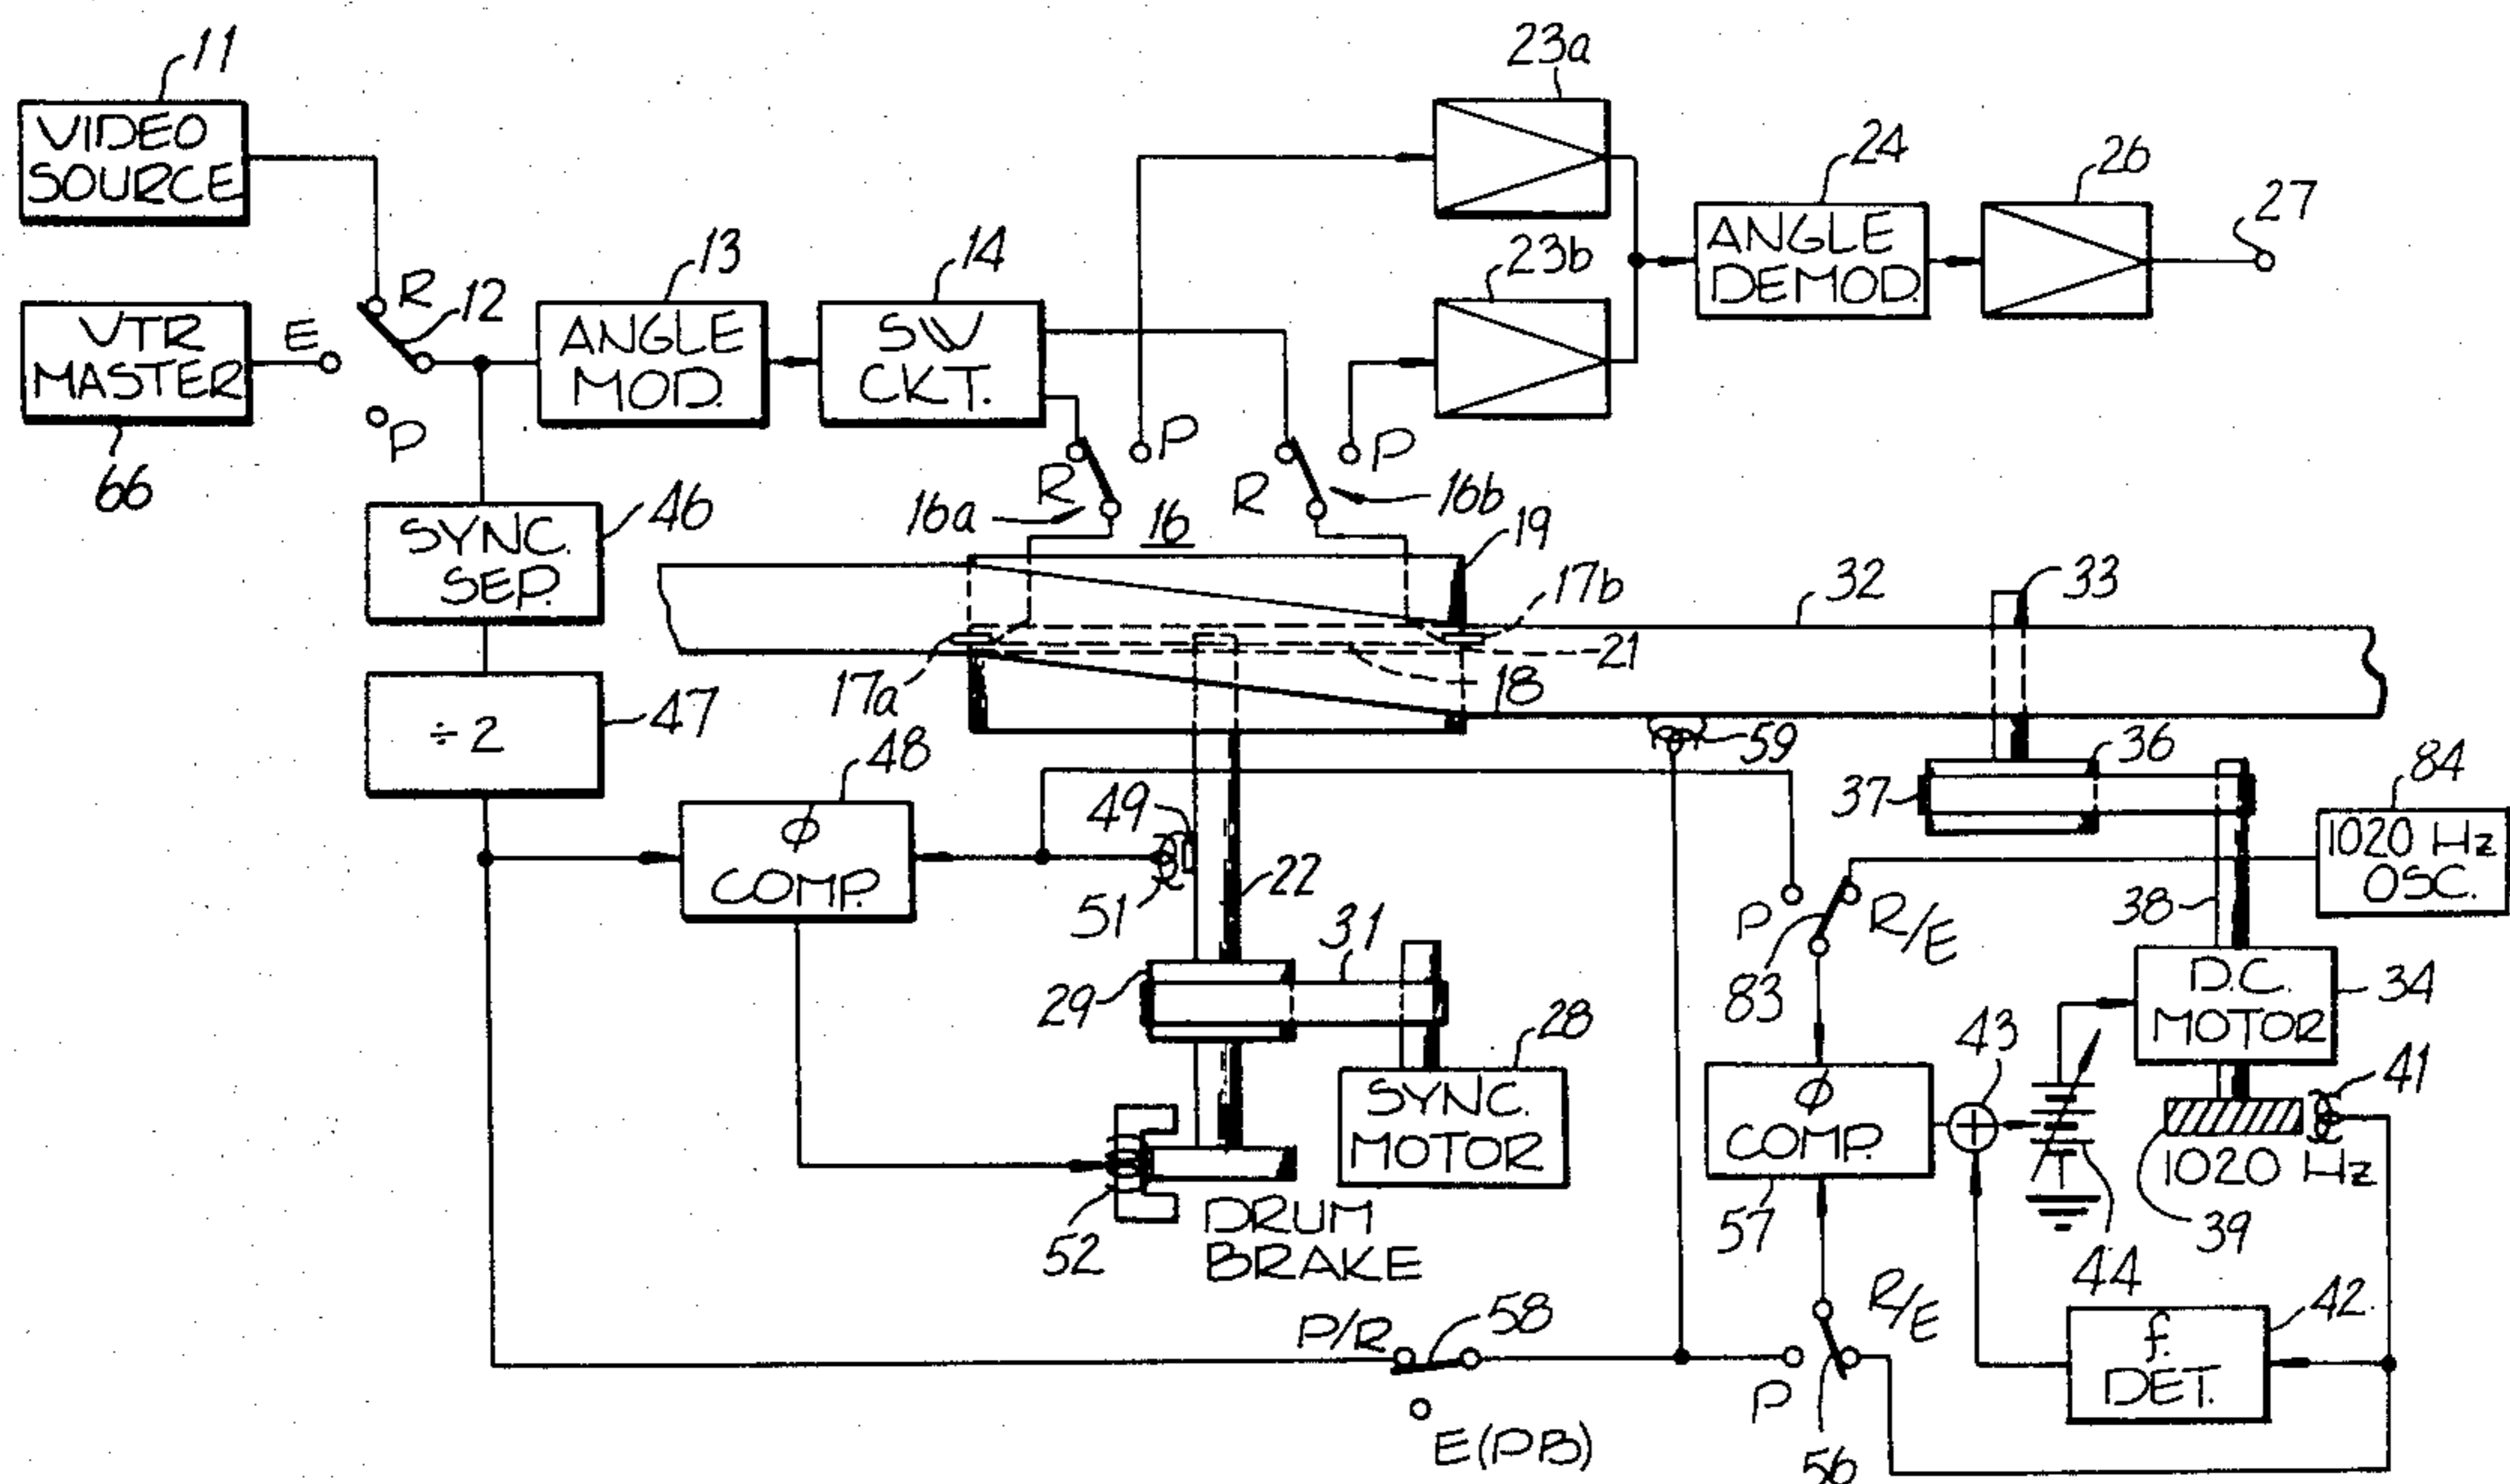 11
VIDEO
SOURCE
23a
24
26
27
ANGLE
DEMOD.
23b
13
14
R
12
VTR
MASTER
E
ANGLE
MOD.
SW
CKT.
P
66
P
P
R
R
16a
16
16b
19
46
SYNC.
SEP.
17b
32
33
21
17a
18
÷2
47
48
59
36
84
37
49
φ
COMP.
1020 Hz
OSC.
51
22
P
R/E
38
29
31
83
D.C.
MOTOR
34
28
43
41
φ
COMP.
SYNC.
MOTOR
1020 Hz
52
DRUM
BRAKE
57
44
39
P/R
58
R/E
42
f.
DET.
P
E(PB)
56